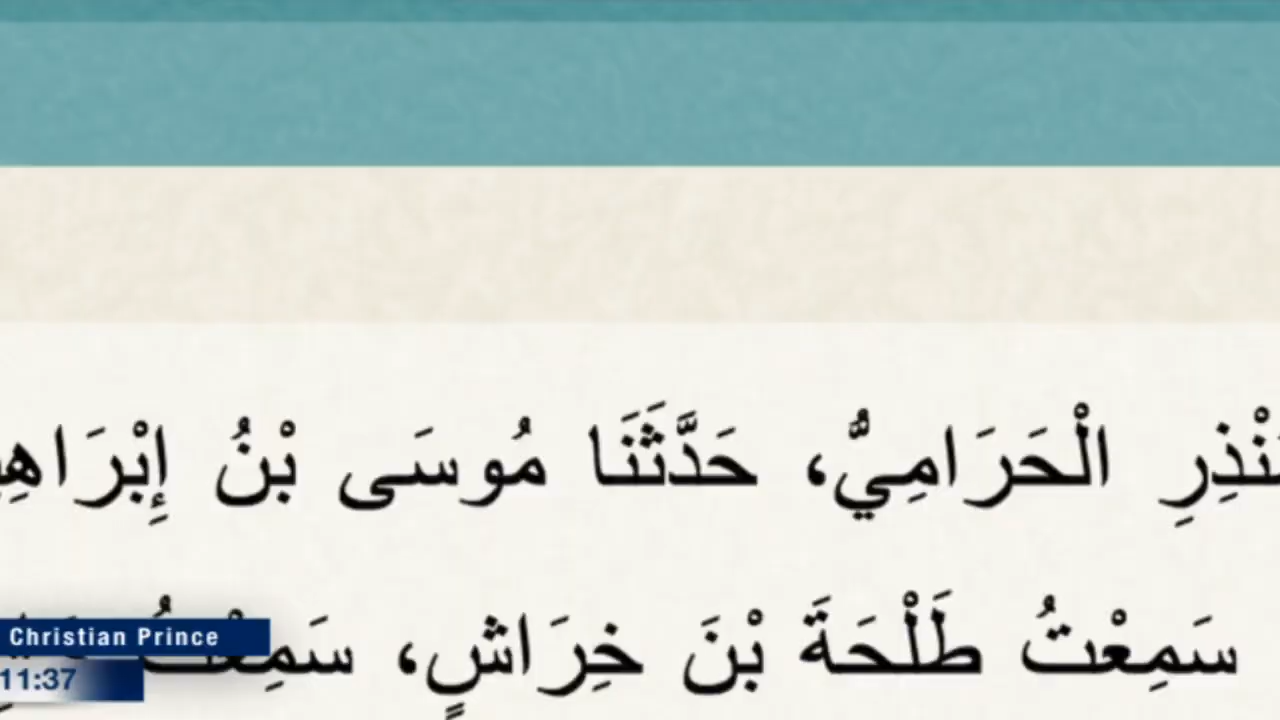 الْحَرَامِيُّ، حَدَّثَنَا مُوسَى بْنُ
سَمِعْتُ طَلْحَةَ بْنَ خِرَاشٍ، سَمِعْتُ
Christian Prince
11:37